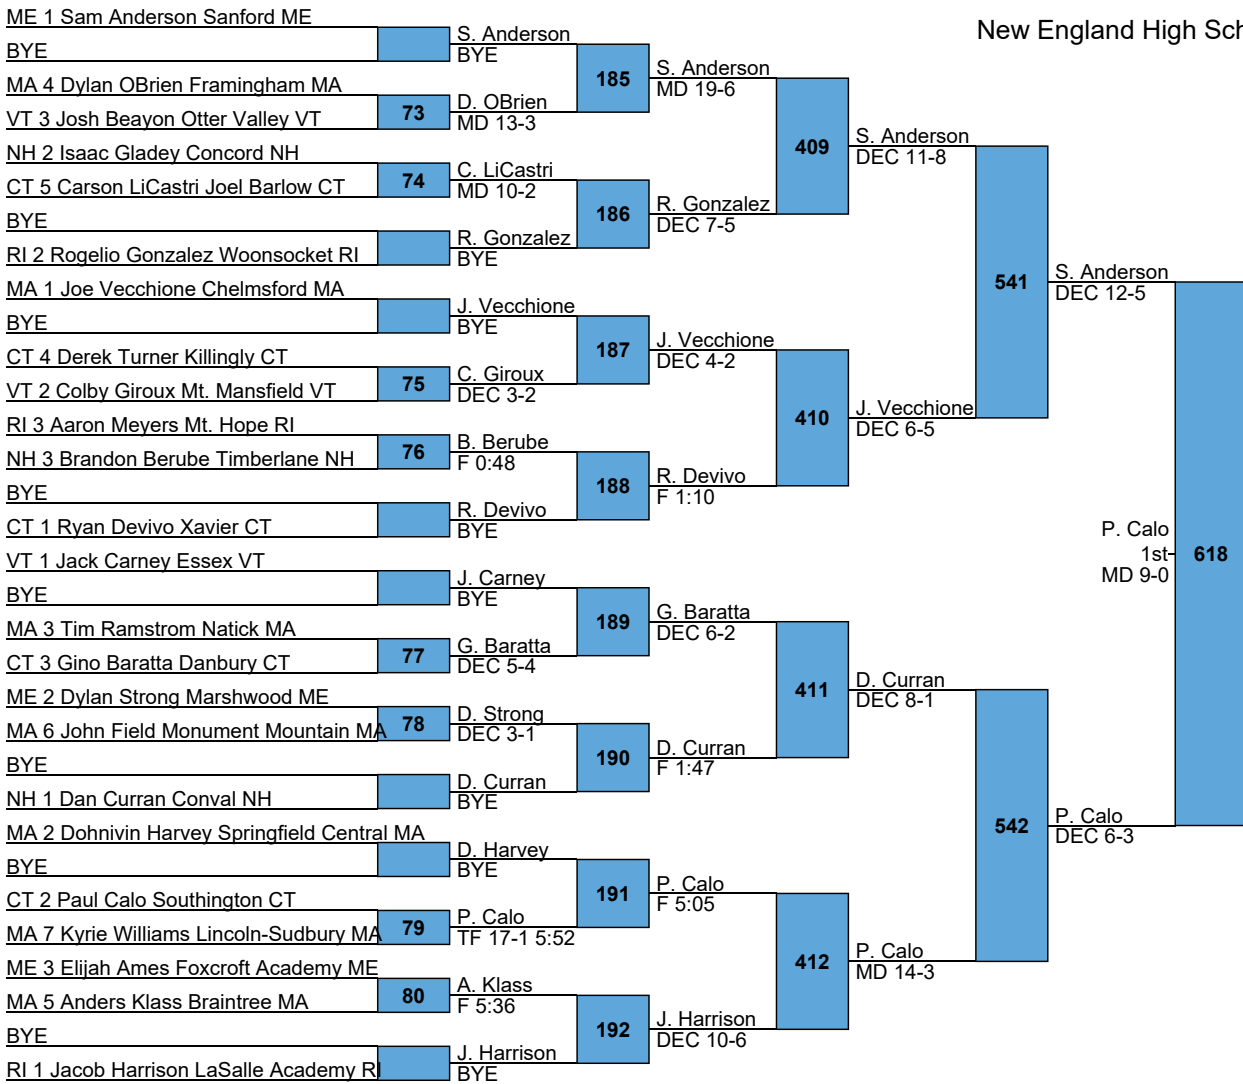 New England High Sch
ME 1 Sam Anderson Sanford ME
BYE
MA 4 Dylan OBrien Framingham MA
VT 3 Josh Beayon Otter Valley VT
NH 2 Isaac Gladey Concord NH
CT 5 Carson LiCastri Joel Barlow CT
BYE
RI 2 Rogelio Gonzalez Woonsocket RI
MA 1 Joe Vecchione Chelmsford MA
BYE
CT 4 Derek Turner Killingly CT
VT 2 Colby Giroux Mt. Mansfield VT
RI 3 Aaron Meyers Mt. Hope RI
NH 3 Brandon Berube Timberlane NH
BYE
CT 1 Ryan Devivo Xavier CT
VT 1 Jack Carney Essex VT
BYE
MA 3 Tim Ramstrom Natick MA
CT 3 Gino Baratta Danbury CT
ME 2 Dylan Strong Marshwood ME
MA 6 John Field Monument Mountain MA
BYE
NH 1 Dan Curran Conval NH
MA 2 Dohnivin Harvey Springfield Central MA
BYE
CT 2 Paul Calo Southington CT
MA 7 Kyrie Williams Lincoln-Sudbury MA
ME 3 Elijah Ames Foxcroft Academy ME
MA 5 Anders Klass Braintree MA
BYE
RI 1 Jacob Harrison LaSalle Academy RI
73
74
75
76
77
78
79
80
S. Anderson
BYE
D. OBrien
MD 13-3
C. LiCastri
MD 10-2
R. Gonzalez
BYE
J. Vecchione
BYE
C. Giroux
DEC 3-2
B. Berube
F 0:48
R. Devivo
BYE
J. Carney
BYE
G. Baratta
DEC 5-4
D. Strong
DEC 3-1
D. Curran
BYE
D. Harvey
BYE
P. Calo
TF 17-1 5:52
A. Klass
F 5:36
J. Harrison
BYE
185
186
187
188
189
190
191
192
S. Anderson
MD 19-6
R. Gonzalez
DEC 7-5
J. Vecchione
DEC 4-2
R. Devivo
F 1:10
G. Baratta
DEC 6-2
D. Curran
F 1:47
P. Calo
F 5:05
J. Harrison
DEC 10-6
409
410
411
412
S. Anderson
DEC 11-8
J. Vecchione
DEC 6-5
D. Curran
DEC 8-1
P. Calo
MD 14-3
541
542
S. Anderson
DEC 12-5
P. Calo
DEC 6-3
P. Calo
1st
MD 9-0
618